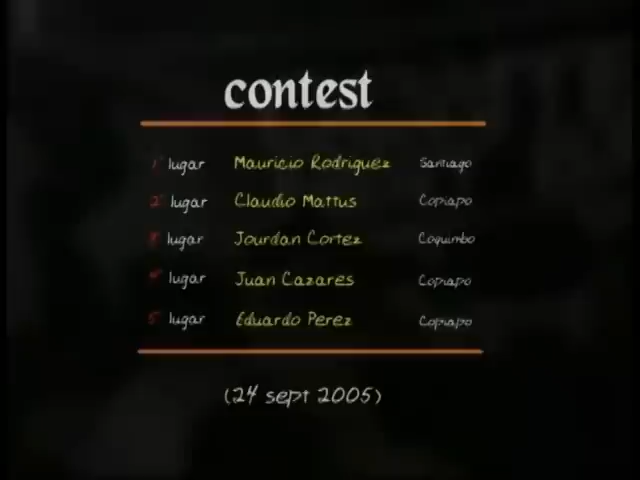 contest
1° lugar Mauricio Rodriguez Santiago
2° lugar Claudio Mattus Copiapo
3° lugar Jourdan Cortez Coquimbo
4° lugar Juan Cazares Copiapo
5° lugar Eduardo Perez Copiapo
(24 sept 2005)